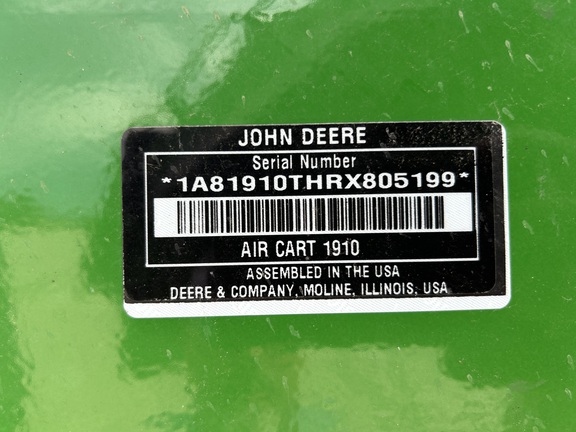 JOHN DEERE
Serial Number
*1A81910THRX805199*
AIR CART 1910
ASSEMBLED IN THE USA
DEERE & COMPANY, MOLINE, ILLINOIS, USA